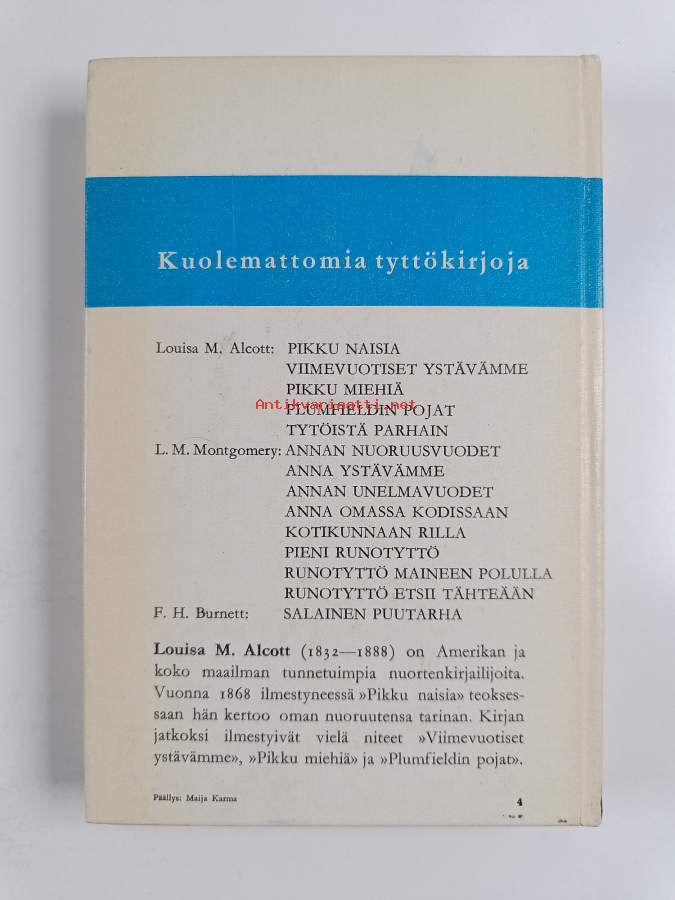 Kuolemattomia tyttökirjoja
Louisa M. Alcott: PIKKU NAISIA
VIIMEVUOTISET YSTÄVÄMME
PIKKU MIEHIÄ
Antikvariaatti.net
PLUMFIELDIN POJAT
TYTÖISTÄ PARHAIN
L. M. Montgomery: ANNAN NUORUUSVUODET
ANNA YSTÄVÄMME
ANNAN UNELMAVUODET
ANNA OMASSA KODISSAAN
KOTIKUNNAAN RILLA
PIENI RUNOTYTTÖ
RUNOTYTTÖ MAINEEN POLULLA
RUNOTYTTÖ ETSII TÄHTEÄÄN
F. H. Burnett: SALAINEN PUUTARHA
Louisa M. Alcott (1832—1888) on Amerikan ja
koko maailman tunnetuimpia nuortenkirjailijoita.
Vuonna 1868 ilmestyneessä »Pikku naisia» teokses-
saan hän kertoo oman nuoruutensa tarinan. Kirjan
jatkoksi ilmestyivät vielä niteet »Viimevuotiset
ystävämme», »Pikku miehiä» ja »Plumfieldin pojat».
Päällys: Maija Karma
4